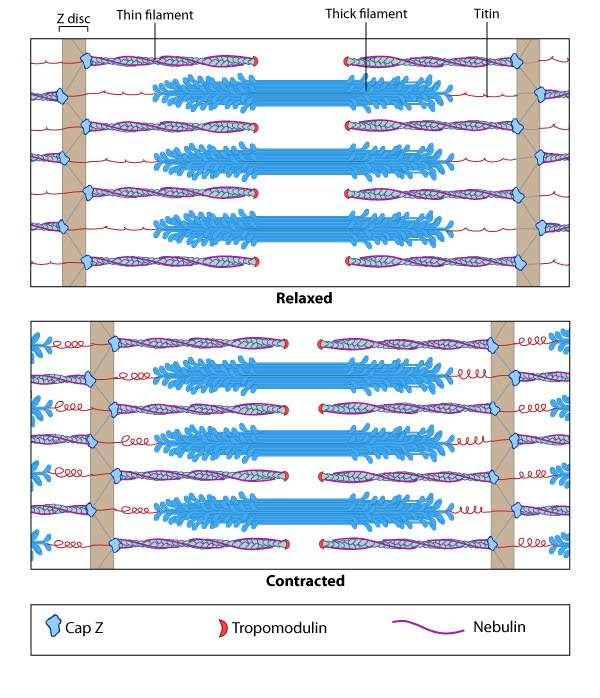 Z disc
Thin filament
Thick filament
Titin
Relaxed
Contracted
Cap Z
Tropomodulin
Nebulin